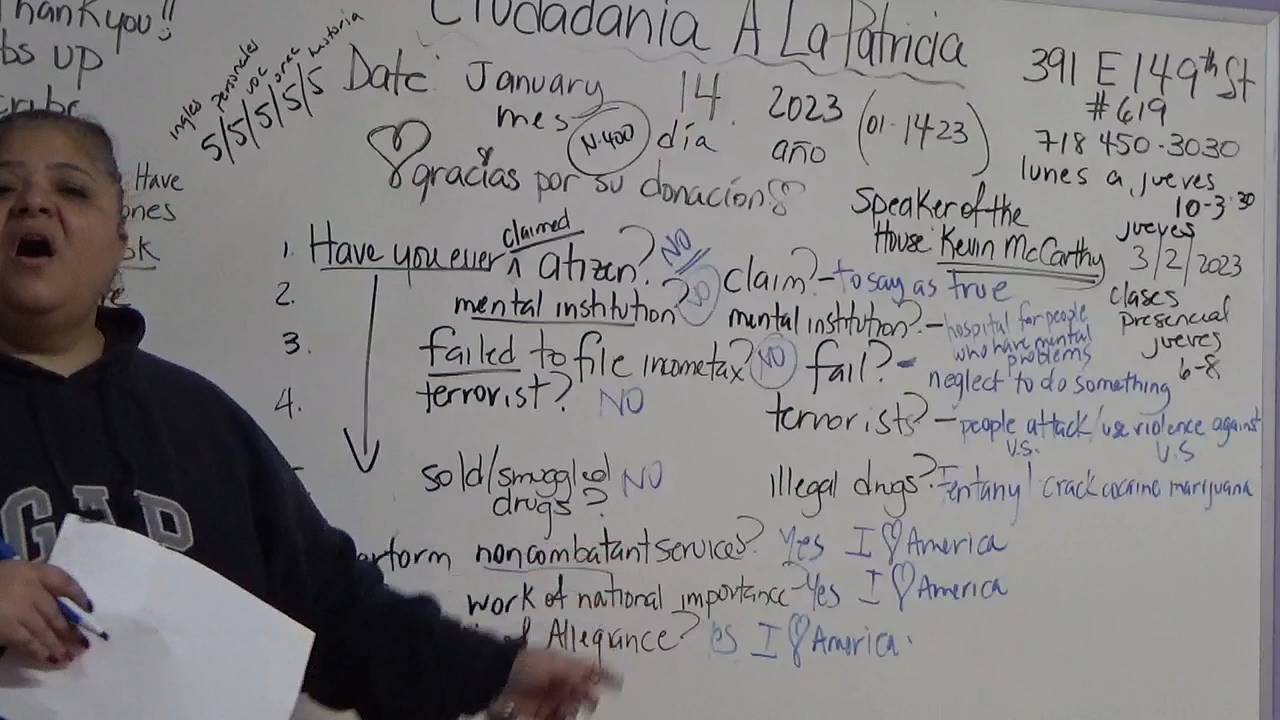 Thank you!!
UP
Have
ingles personales voc orac historia
5/5/5/5/5
Ciudadania A La Patricia
Date: January 14. 2023 (01-14-23)
mes N-400 día año
gracias por su donación
391 E 149th St
#619
718 450-3030
lunes a jueves
10-3:30
jueves
3/2/2023
clases
presencial
jueves
6-8
Speaker of the
House: Kevin McCarthy
1. Have you ever claimed a citizen? NO
2. mental institution? NO
3. failed to file income tax? NO
4. terrorist? NO
sold/smuggled NO
drugs?
claim? - to say as true
mental institution? - hospital for people
who have mental
problems
fail? - neglect to do something
terrorists? - people attack/use violence against
U.S. U.S
illegal drugs? fentanyl crack cocaine marijuana
noncombatant services? Yes I ♡ America
work of national importance - Yes I ♡ America
Allegiance? I ♡ America.
GAP